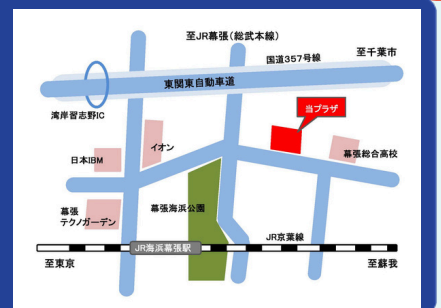 至JR幕張(総武本線)
国道357号線
至千葉市
東関東自動車道
湾岸習志野IC
当プラザ
イオン
日本IBM
幕張総合高校
幕張海浜公園
幕張
テクノガーデン
JR京葉線
JR海浜幕張駅
至東京
至蘇我